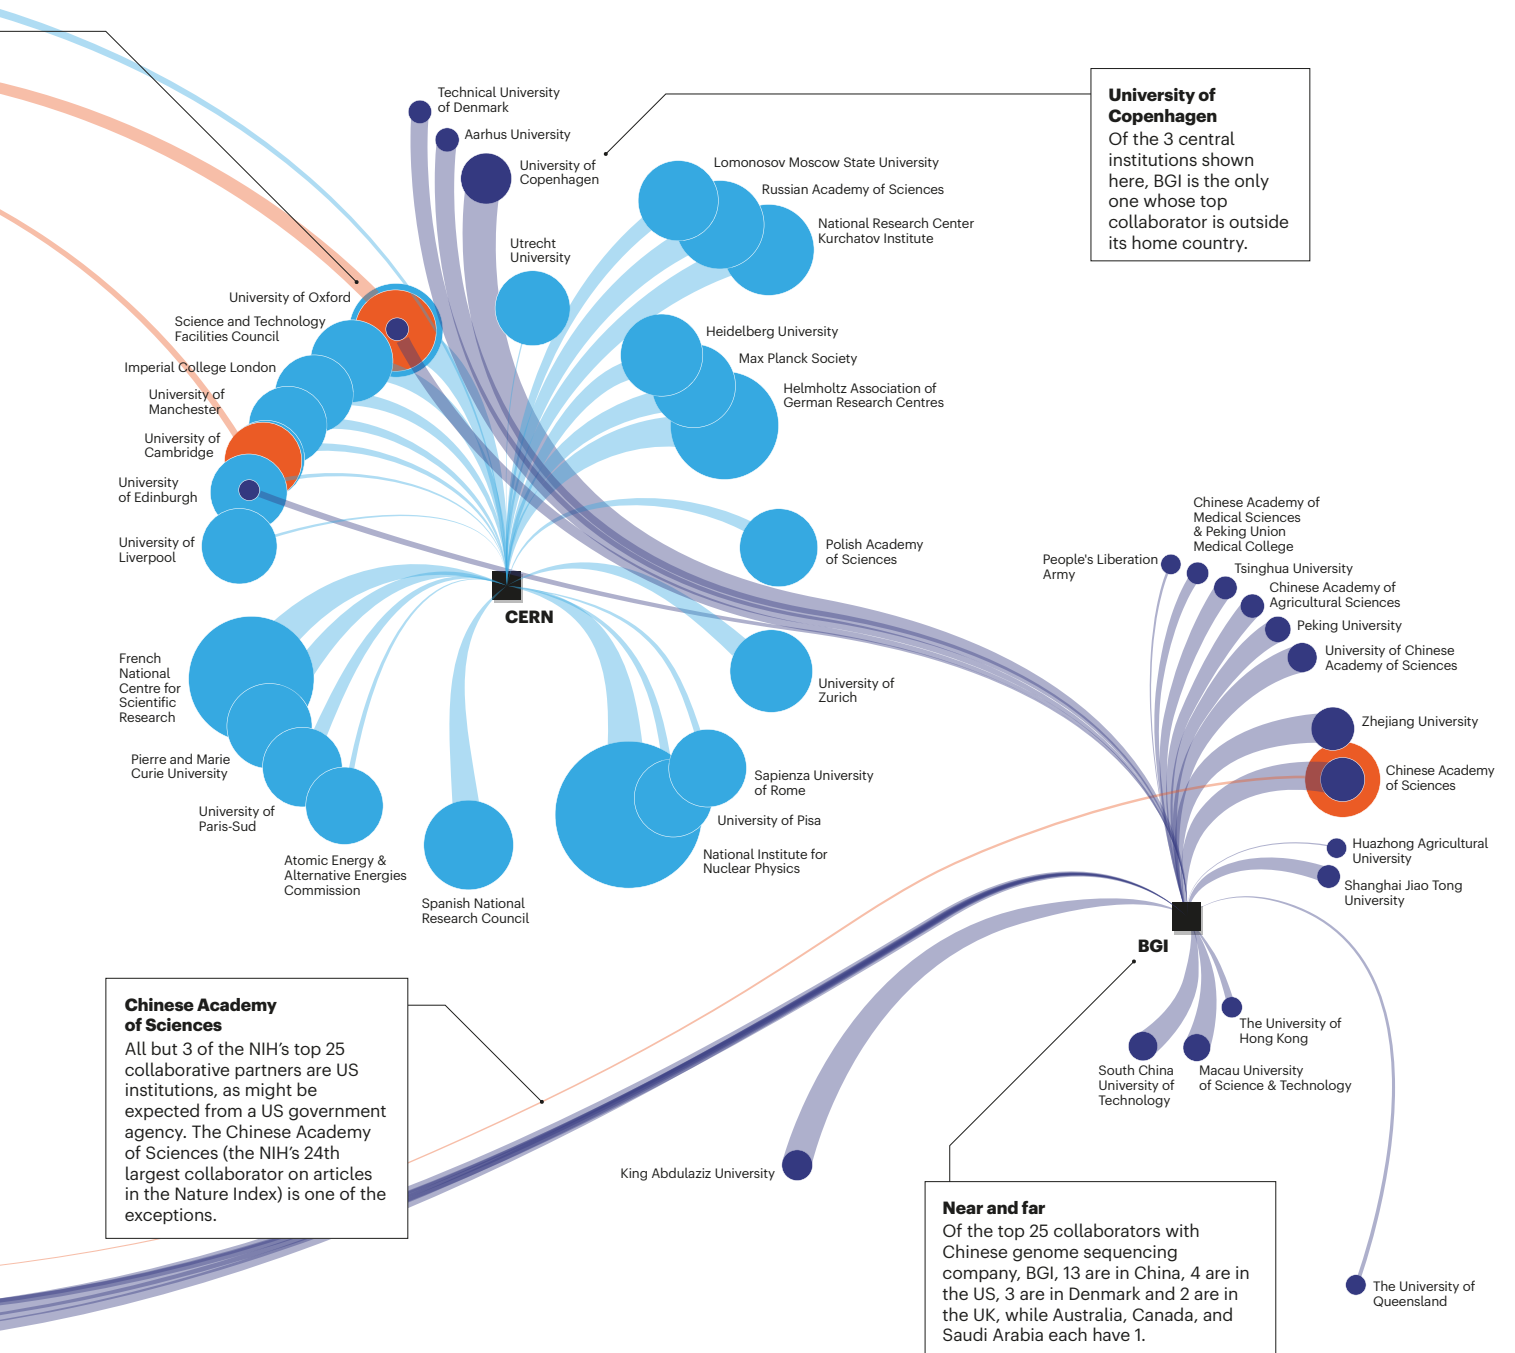 Technical University
of Denmark
Aarhus University
University of
Copenhagen
University of
Copenhagen
Of the 3 central
institutions shown
here, BGI is the only
one whose top
collaborator is outside
its home country.
Lomonosov Moscow State University
Russian Academy of Sciences
National Research Center
Kurchatov Institute
Utrecht
University
University of Oxford
Science and Technology
Facilities Council
Imperial College London
University of
Manchester
University of
Cambridge
University
of Edinburgh
University of
Liverpool
Heidelberg University
Max Planck Society
Helmholtz Association of
German Research Centres
Polish Academy
of Sciences
CERN
University of
Zurich
French
National
Centre for
Scientific
Research
Pierre and Marie
Curie University
University of
Paris-Sud
Atomic Energy &
Alternative Energies
Commission
Spanish National
Research Council
Sapienza University
of Rome
University of Pisa
National Institute for
Nuclear Physics
People's Liberation
Army
Chinese Academy of
Medical Sciences
& Peking Union
Medical College
Tsinghua University
Chinese Academy of
Agricultural Sciences
Peking University
University of Chinese
Academy of Sciences
Zhejiang University
Chinese Academy
of Sciences
Huazhong Agricultural
University
Shanghai Jiao Tong
University
BGI
The University of
Hong Kong
South China
University of
Technology
Macau University
of Science & Technology
King Abdulaziz University
The University of
Queensland
Chinese Academy
of Sciences
All but 3 of the NIH's top 25
collaborative partners are US
institutions, as might be
expected from a US government
agency. The Chinese Academy
of Sciences (the NIH's 24th
largest collaborator on articles
in the Nature Index) is one of the
exceptions.
Near and far
Of the top 25 collaborators with
Chinese genome sequencing
company, BGI, 13 are in China, 4 are in
the US, 3 are in Denmark and 2 are in
the UK, while Australia, Canada, and
Saudi Arabia each have 1.